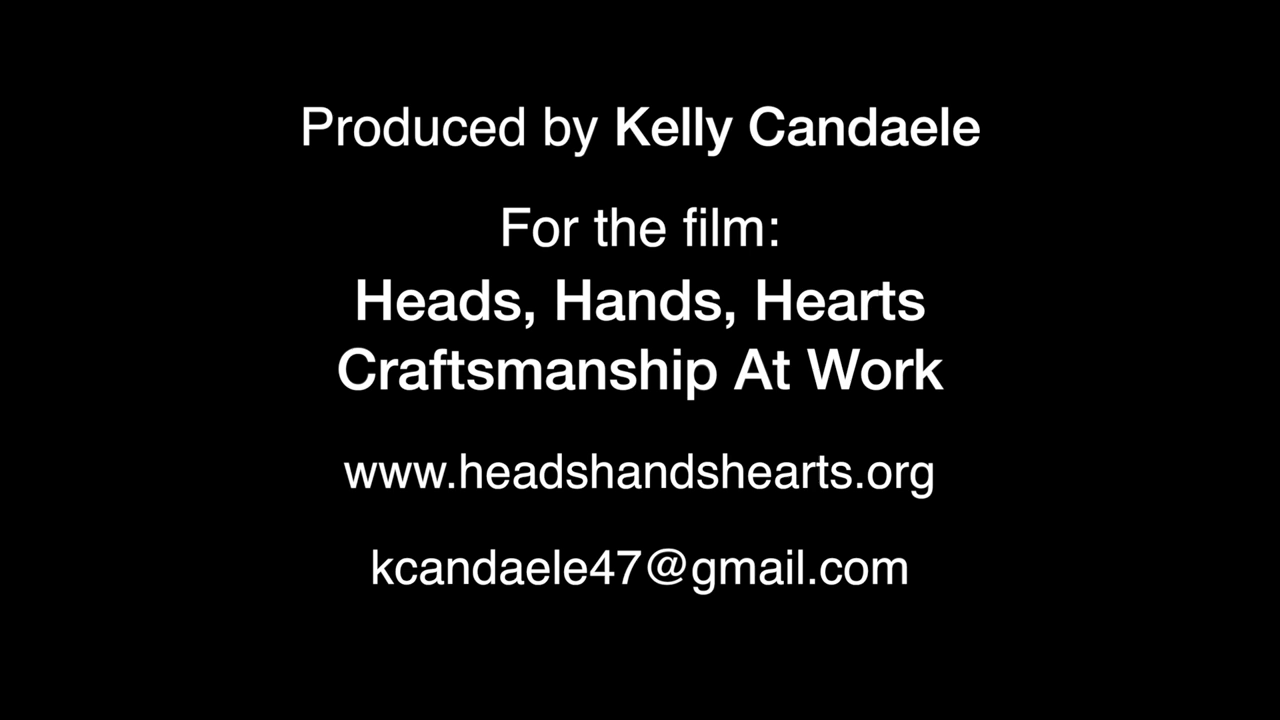 Produced by Kelly Candaele
For the film:
Heads, Hands, Hearts
Craftsmanship At Work
www.headshandshearts.org
kcandaele47@gmail.com